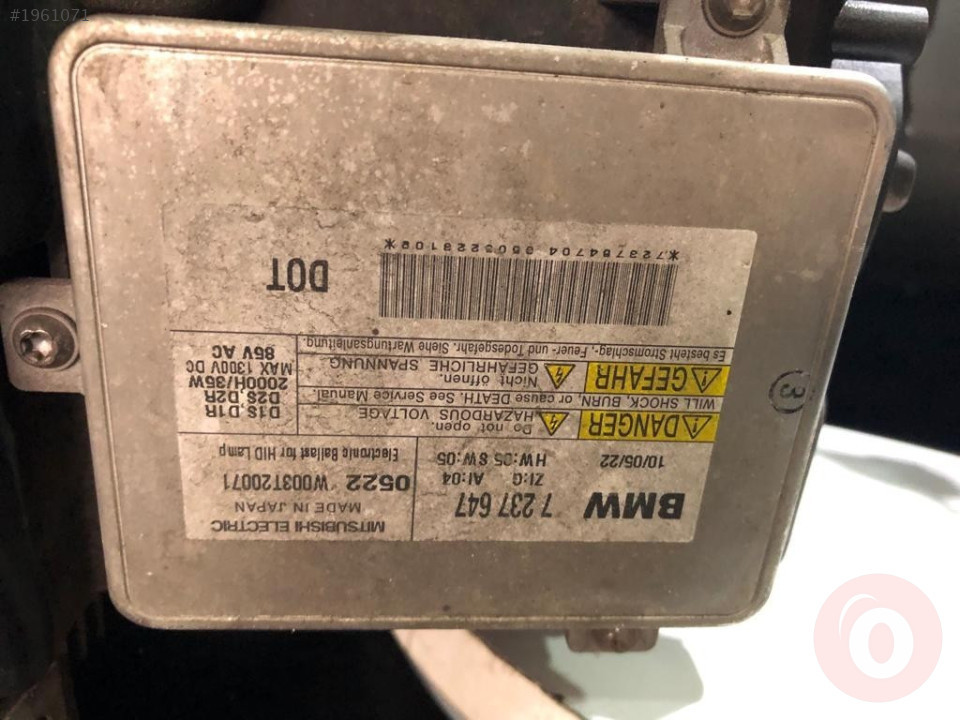 #1961071
BMW 7 237 647
ZI:G AI:04
10/05/22 HW:05 SW:05
MITSUBISHI ELECTRIC
MADE IN JAPAN
0522 W003T20071
Electronic Ballast for HID Lamp
DANGER
Do not open.
HAZARDOUS VOLTAGE
WILL SHOCK, BURN, or cause DEATH. See Service Manual.
GEFAHR
Nicht öffnen.
GEFÄHRLICHE SPANNUNG
Es besteht Stromschlag-, Feuer- und Todesgefahr. Siehe Wartungsanleitung.
D1S,D1R
D2S,D2R
2000H/35W
MAX 1300V DC
85V AC
DOT
3